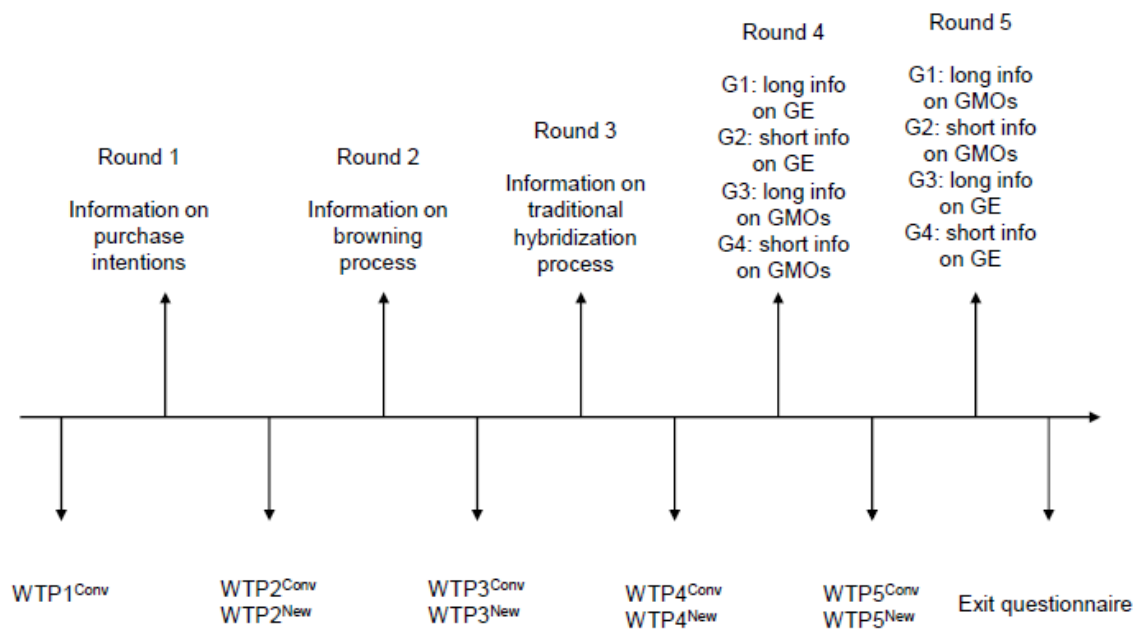 Round 1
Information on
purchase
intentions
Round 2
Information on
browning
process
Round 3
Information on
traditional
hybridization
process
Round 4
G1: long info
on GE
G2: short info
on GE
G3: long info
on GMOs
G4: short info
on GMOs
Round 5
G1: long info
on GMOs
G2: short info
on GMOs
G3: long info
on GE
G4: short info
on GE
WTP1Conv
WTP2Conv
WTP2New
WTP3Conv
WTP3New
WTP4Conv
WTP4New
WTP5Conv
WTP5New
Exit questionnaire